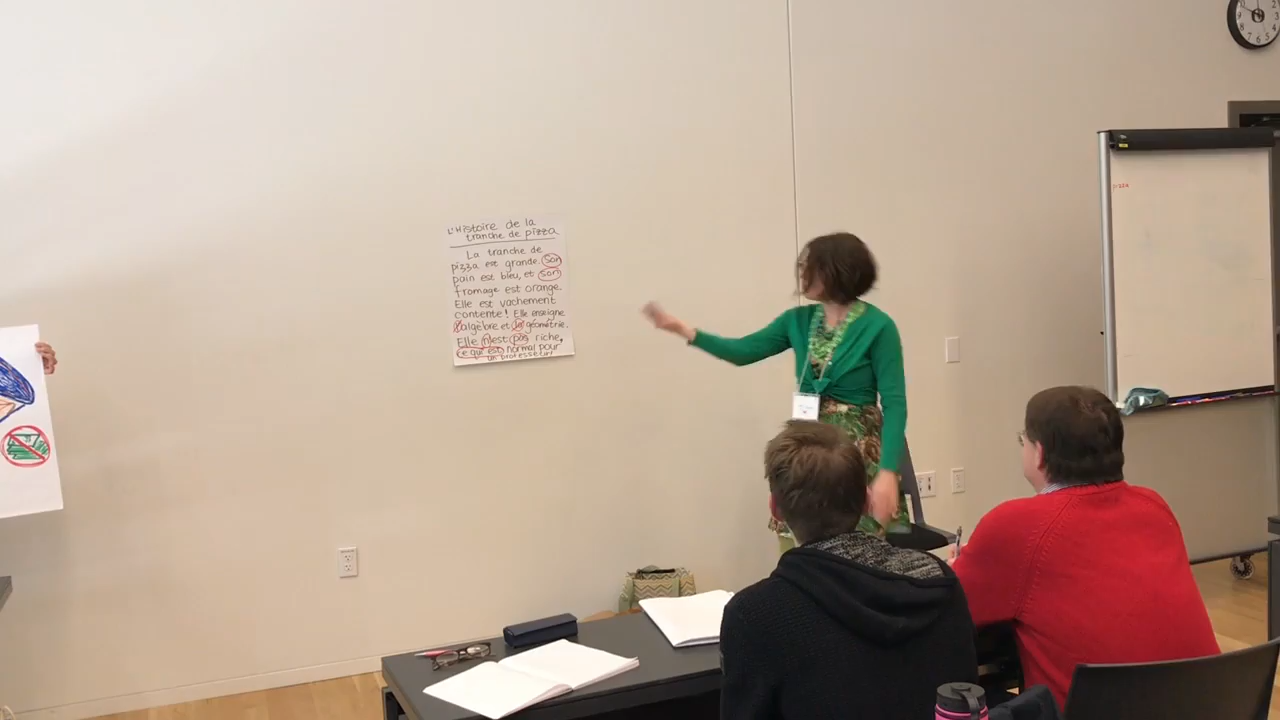 L'Histoire de la
tranche de pizza
La tranche de
pizza est grande. Son
pain est bleu, et son
fromage est orange.
Elle est vachement
contente! Elle enseigne
l'algèbre et la géométrie.
Elle n'est pas riche,
ce qui est normal pour
un professeur!
pizza